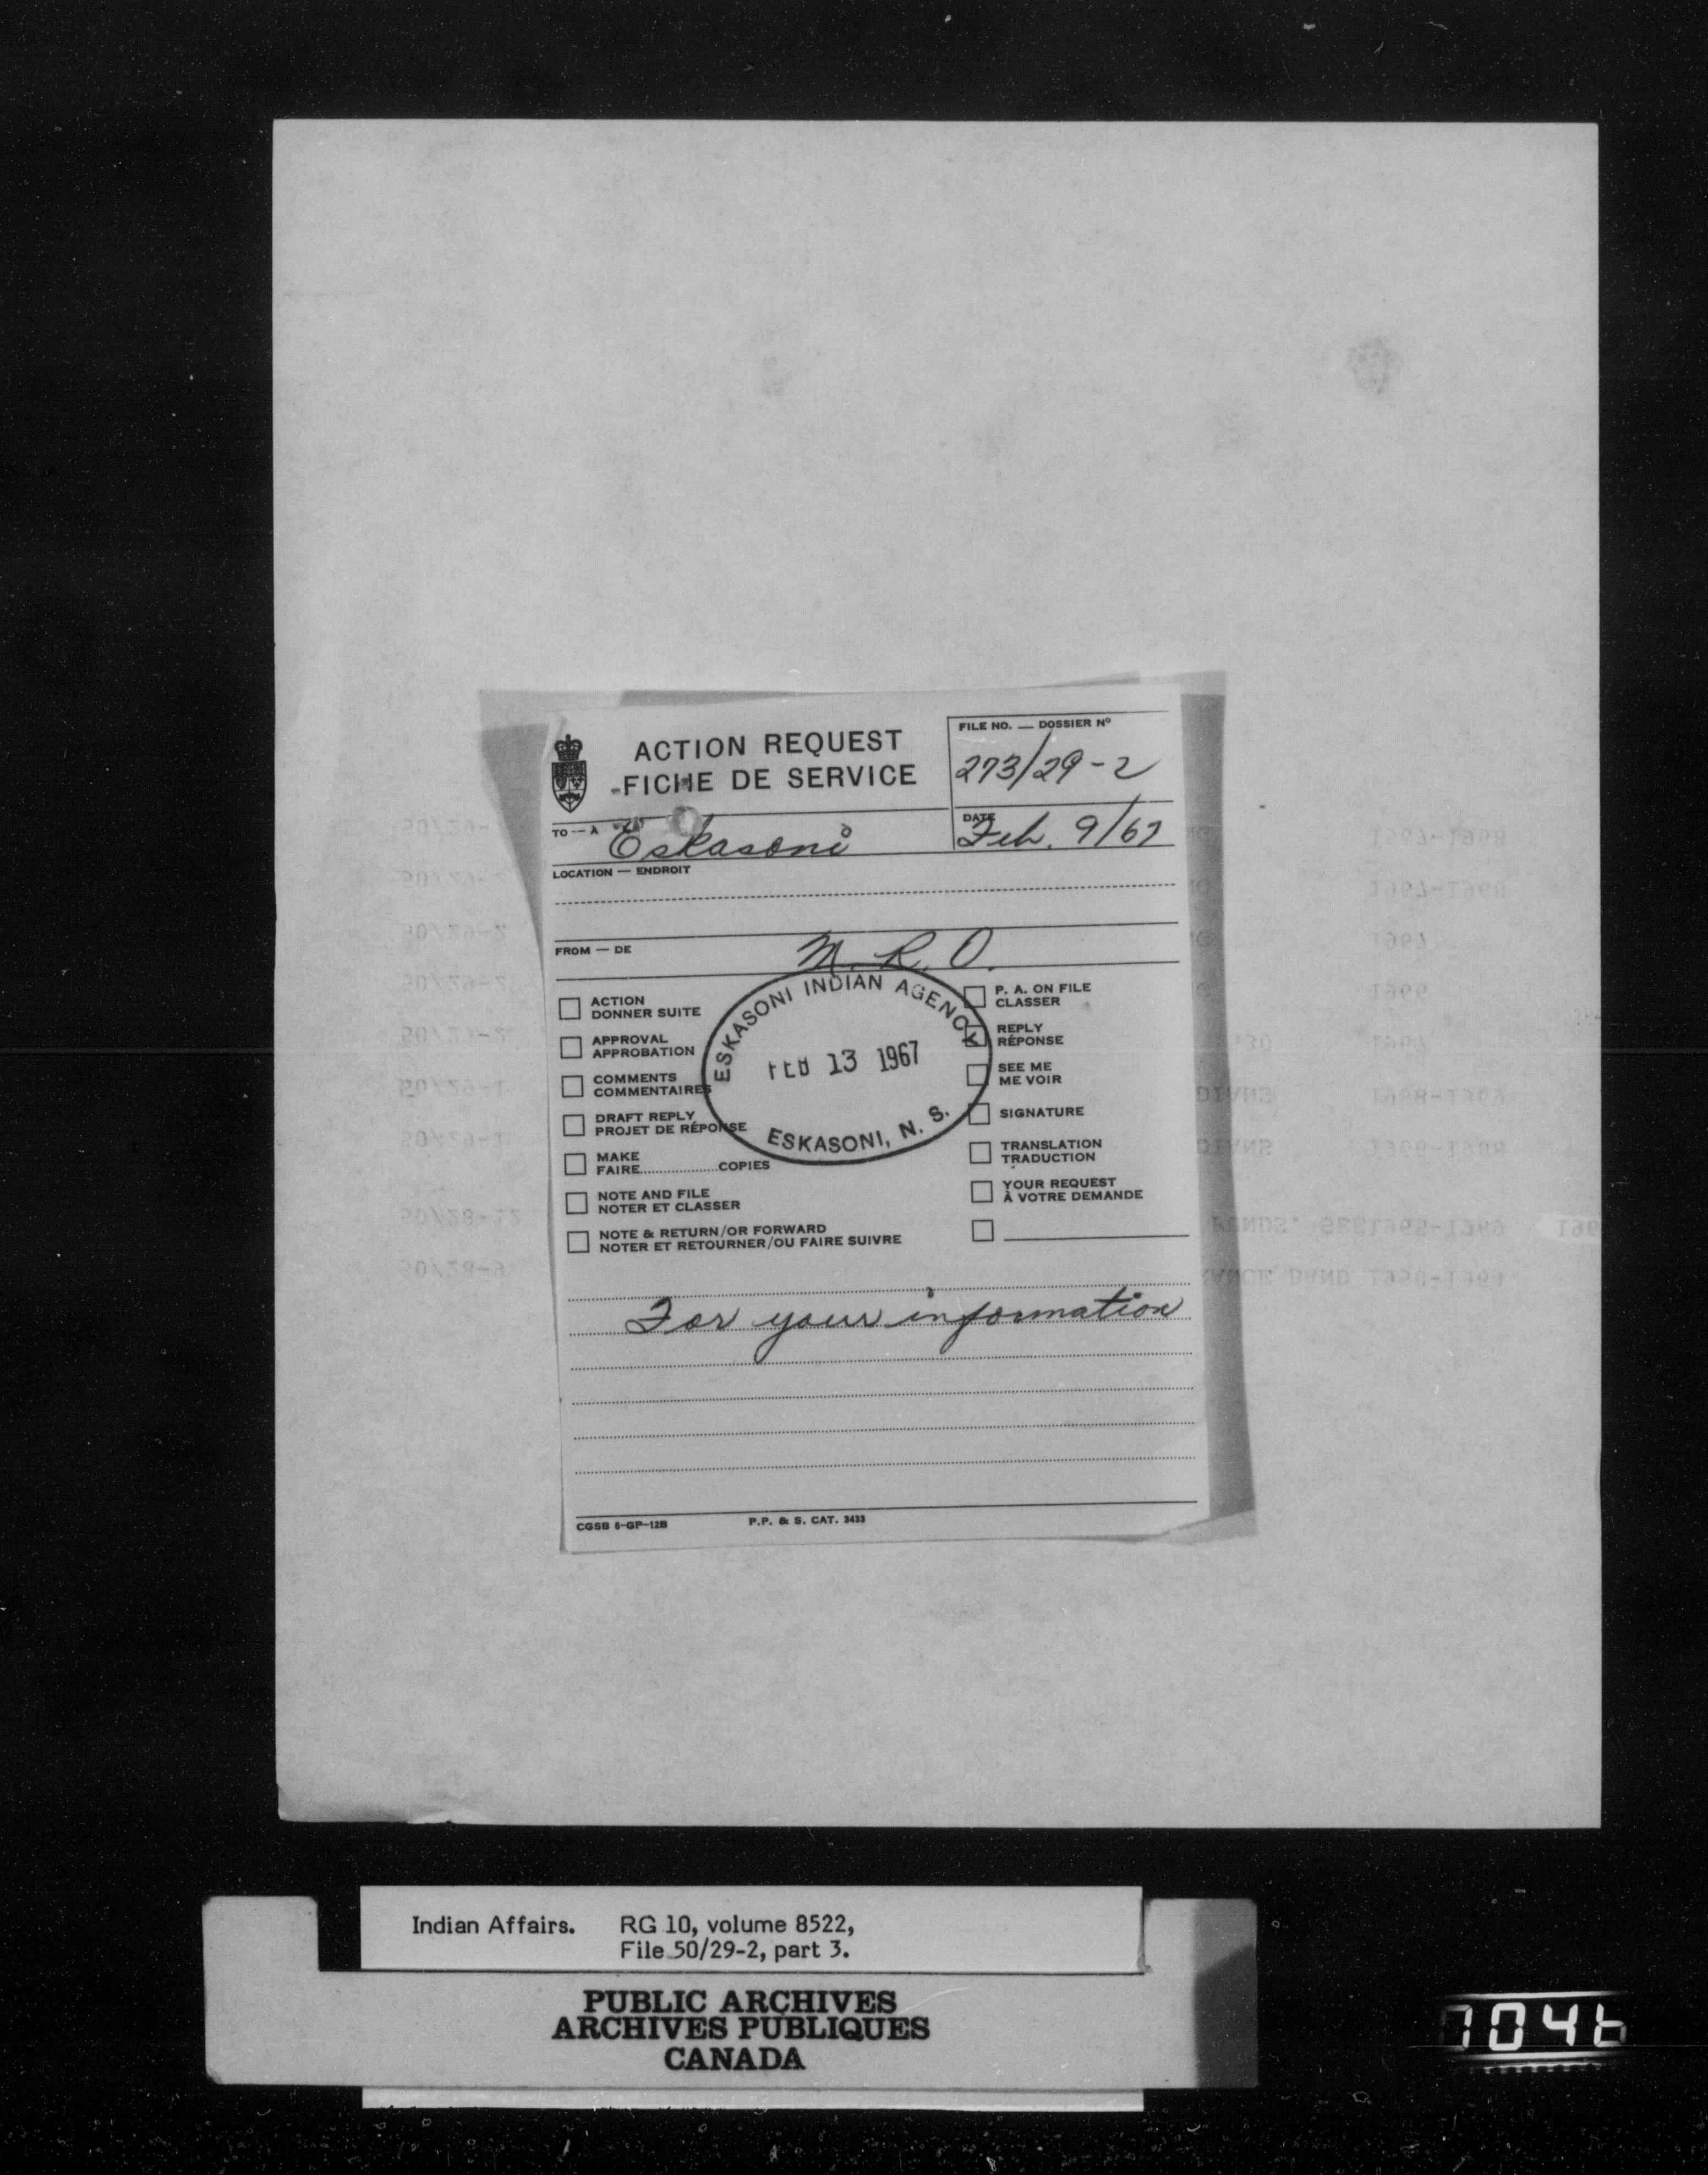 ACTION REQUEST
FICHE DE SERVICE
FILE NO. — DOSSIER Nº
273/29-2
TO — À Eskasoni
DATE
Feb. 9/67
LOCATION — ENDROIT
FROM — DE M. R. O.
ACTION
DONNER SUITE
APPROVAL
APPROBATION
COMMENTS
COMMENTAIRES
DRAFT REPLY
PROJET DE RÉPONSE
MAKE
FAIRE COPIES
NOTE AND FILE
NOTER ET CLASSER
NOTE & RETURN/OR FORWARD
NOTER ET RETOURNER/OU FAIRE SUIVRE
ESKASONI INDIAN AGENCY
FEB 13 1967
ESKASONI, N. S.
P. A. ON FILE
CLASSER
REPLY
RÉPONSE
SEE ME
ME VOIR
SIGNATURE
TRANSLATION
TRADUCTION
YOUR REQUEST
À VOTRE DEMANDE
For your information
CGSB 6-GP-12B P.P. & S. CAT. 3433
Indian Affairs. RG 10, volume 8522,
File 50/29-2, part 3.
PUBLIC ARCHIVES
ARCHIVES PUBLIQUES
CANADA